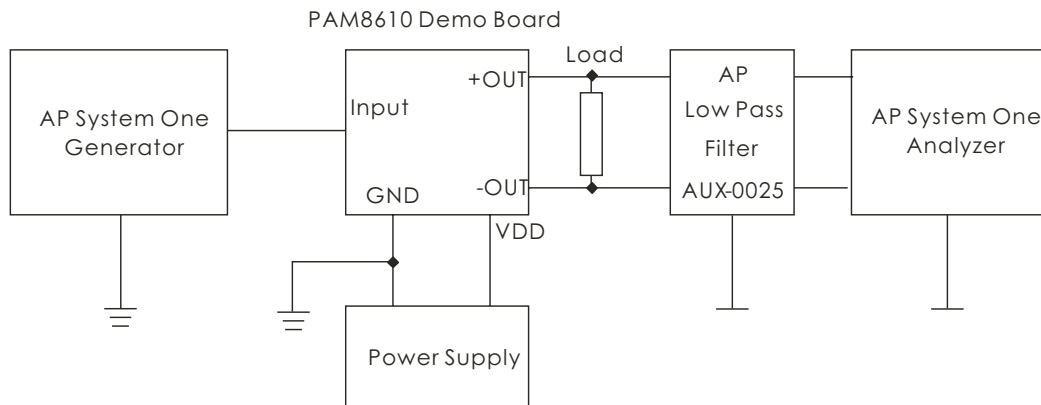 PAM8610 Demo Board
AP System One
Generator
Input
+OUT
-OUT
GND
VDD
Load
AP
Low Pass
Filter
AUX-0025
AP System One
Analyzer
Power Supply